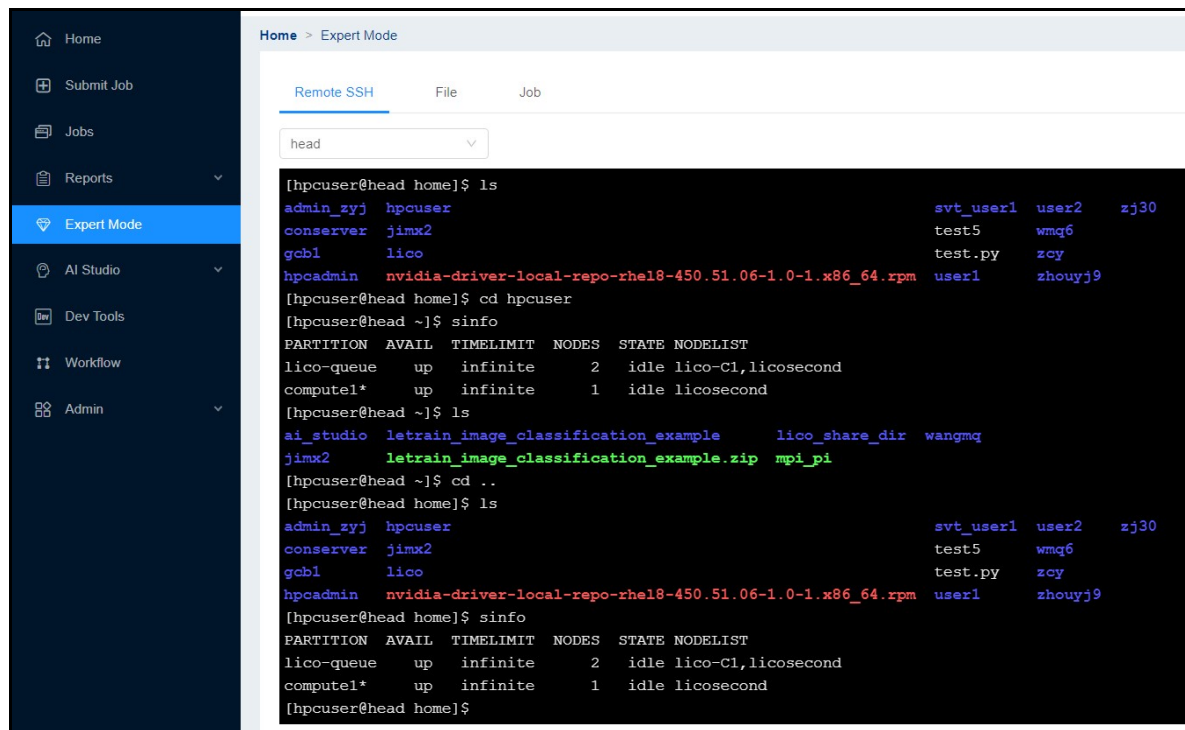 Home
Submit Job
Jobs
Reports
Expert Mode
AI Studio
Dev
Dev Tools
Workflow
Admin
Home > Expert Mode
Remote SSH File Job
head
[hpcuser@head home]$ ls
admin_zyj hpcuser svt_user1 user2 zj30
conserver jimx2 test5 wmq6
gcb1 lico test.py zcy
hpcadmin nvidia-driver-local-repo-rhel8-450.51.06-1.0-1.x86_64.rpm user1 zhouyj9
[hpcuser@head home]$ cd hpcuser
[hpcuser@head ~]$ sinfo
PARTITION AVAIL TIMELIMIT NODES STATE NODELIST
lico-queue up infinite 2 idle lico-C1,licosecond
compute1* up infinite 1 idle licosecond
[hpcuser@head ~]$ ls
ai_studio letrain_image_classification_example lico_share_dir wangmq
jimx2 letrain_image_classification_example.zip mpi_pi
[hpcuser@head ~]$ cd ..
[hpcuser@head home]$ ls
admin_zyj hpcuser svt_user1 user2 zj30
conserver jimx2 test5 wmq6
gcb1 lico test.py zcy
hpcadmin nvidia-driver-local-repo-rhel8-450.51.06-1.0-1.x86_64.rpm user1 zhouyj9
[hpcuser@head home]$ sinfo
PARTITION AVAIL TIMELIMIT NODES STATE NODELIST
lico-queue up infinite 2 idle lico-C1,licosecond
compute1* up infinite 1 idle licosecond
[hpcuser@head home]$